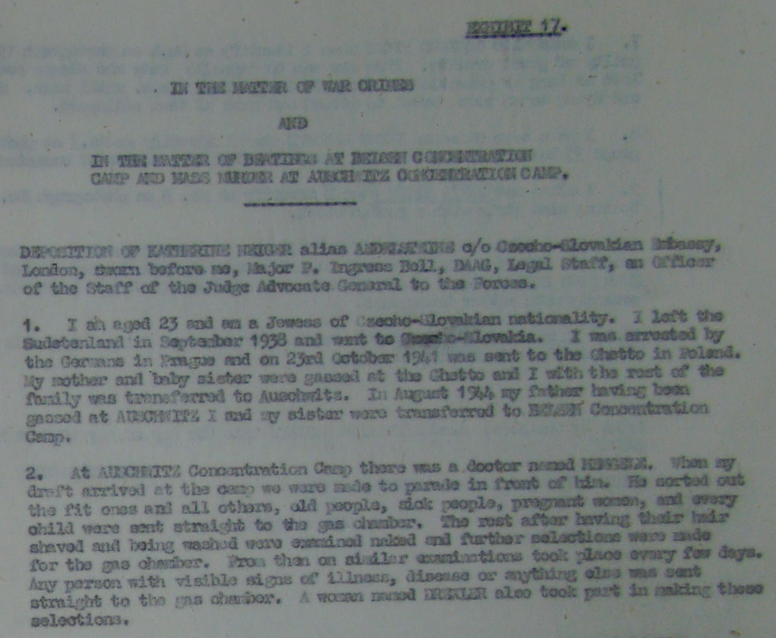 EXHIBIT 17.
IN THE MATTER OF WAR CRIMES
AND
IN THE MATTER OF BEATINGS AT BELSEN CONCENTRATION
CAMP AND MASS MURDER AT AUSCHWITZ CONCENTRATION CAMP.
DEPOSITION OF KATHERINE NEIGER alias c/o Czecho-Slovakian Embassy,
London, sworn before me, Major P. Ingress Bell, DAAG, Legal Staff, an Officer
of the Staff of the Judge Advocate General to the Forces.
1. I am aged 23 and am a Jewess of Czecho-Slovakian nationality. I left the
Sudetenland in September 1938 and went to Czecho-Slovakia. I was arrested by
the Germans in Prague and on 23rd October 1941 was sent to the Ghetto in Poland.
My mother and baby sister were gassed at the Ghetto and I with the rest of the
family was transferred to Auschwitz. In August 1944 my father having been
gassed at AUSCHWITZ I and my sister were transferred to BELSEN Concentration
Camp.
2. At AUSCHWITZ Concentration Camp there was a doctor named. When my
draft arrived at the camp we were made to parade in front of him. He sorted out
the fit ones and all others, old people, sick people, pregnant women, and every
child were sent straight to the gas chamber. The rest after having their hair
shaved and being washed were examined naked and further selections were made
for the gas chamber. From then on similar examinations took place every few days.
Any person with visible signs of illness, disease or anything else was sent
straight to the gas chamber. A woman named DREXLER also took part in making these
selections.